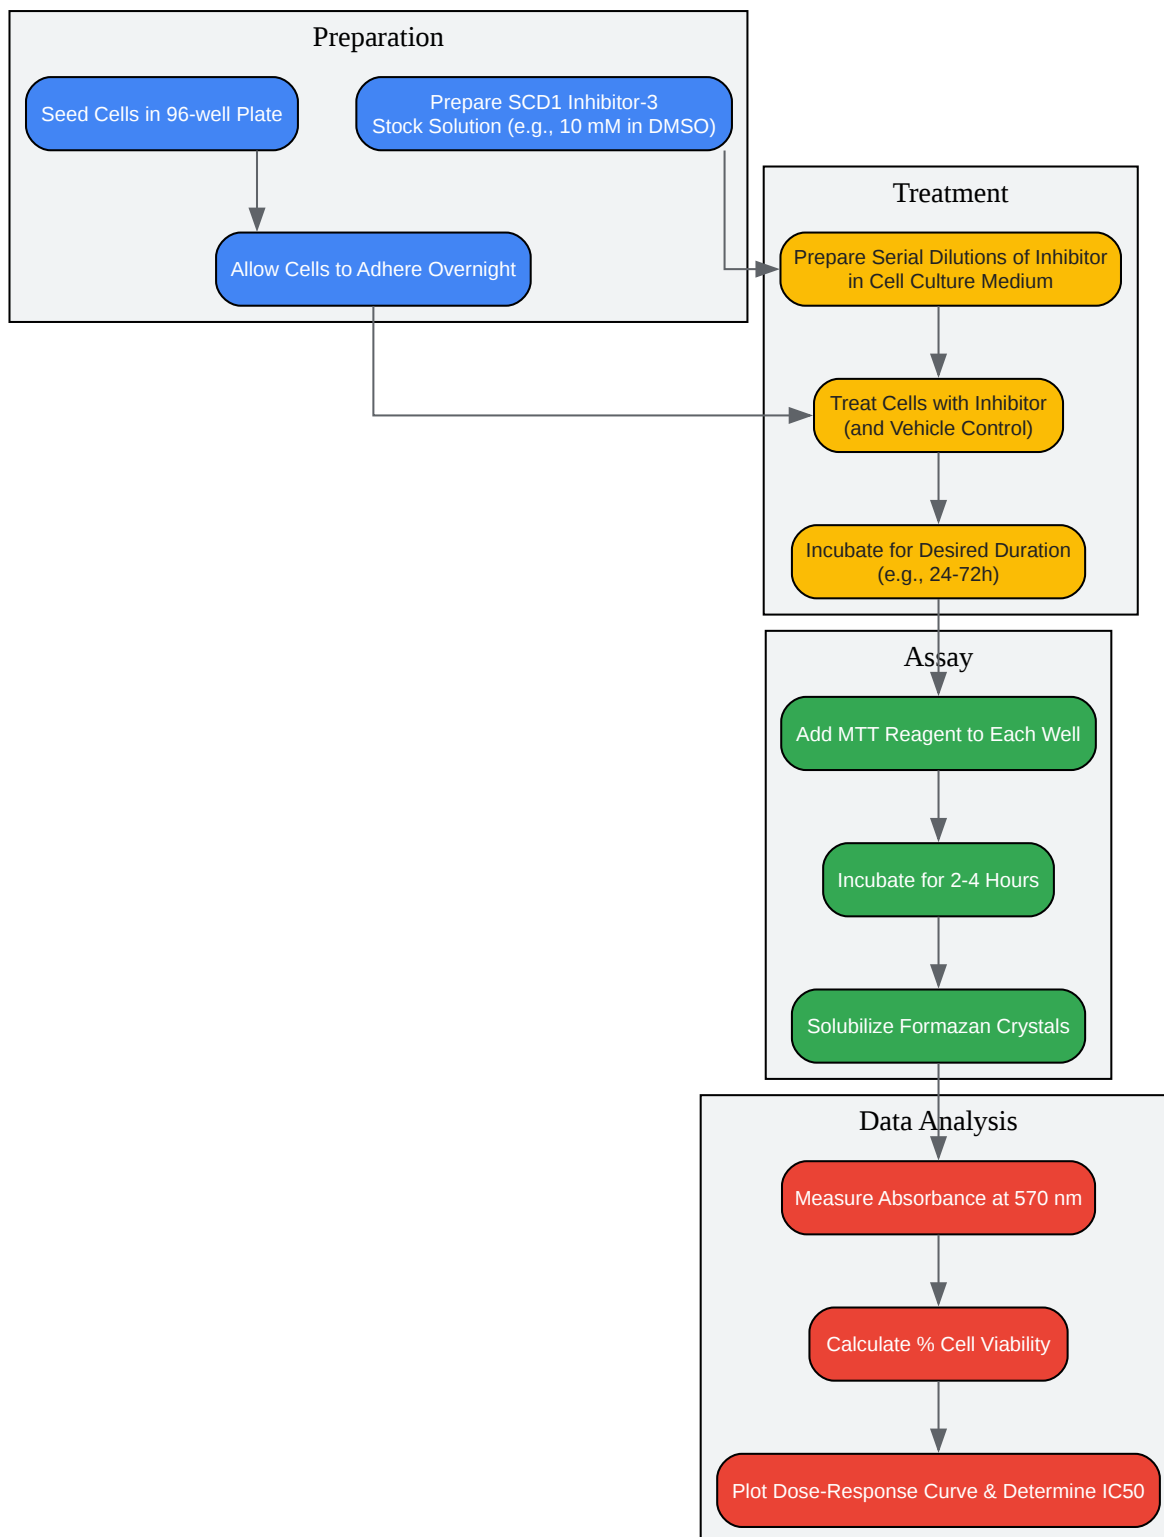 Preparation
Seed Cells in 96-well Plate
Prepare SCD1 Inhibitor-3
Stock Solution (e.g., 10 mM in DMSO)
Allow Cells to Adhere Overnight
Treatment
Prepare Serial Dilutions of Inhibitor
in Cell Culture Medium
Treat Cells with Inhibitor
(and Vehicle Control)
Incubate for Desired Duration
(e.g., 24-72h)
Assay
Add MTT Reagent to Each Well
Incubate for 2-4 Hours
Solubilize Formazan Crystals
Data Analysis
Measure Absorbance at 570 nm
Calculate % Cell Viability
Plot Dose-Response Curve & Determine IC50